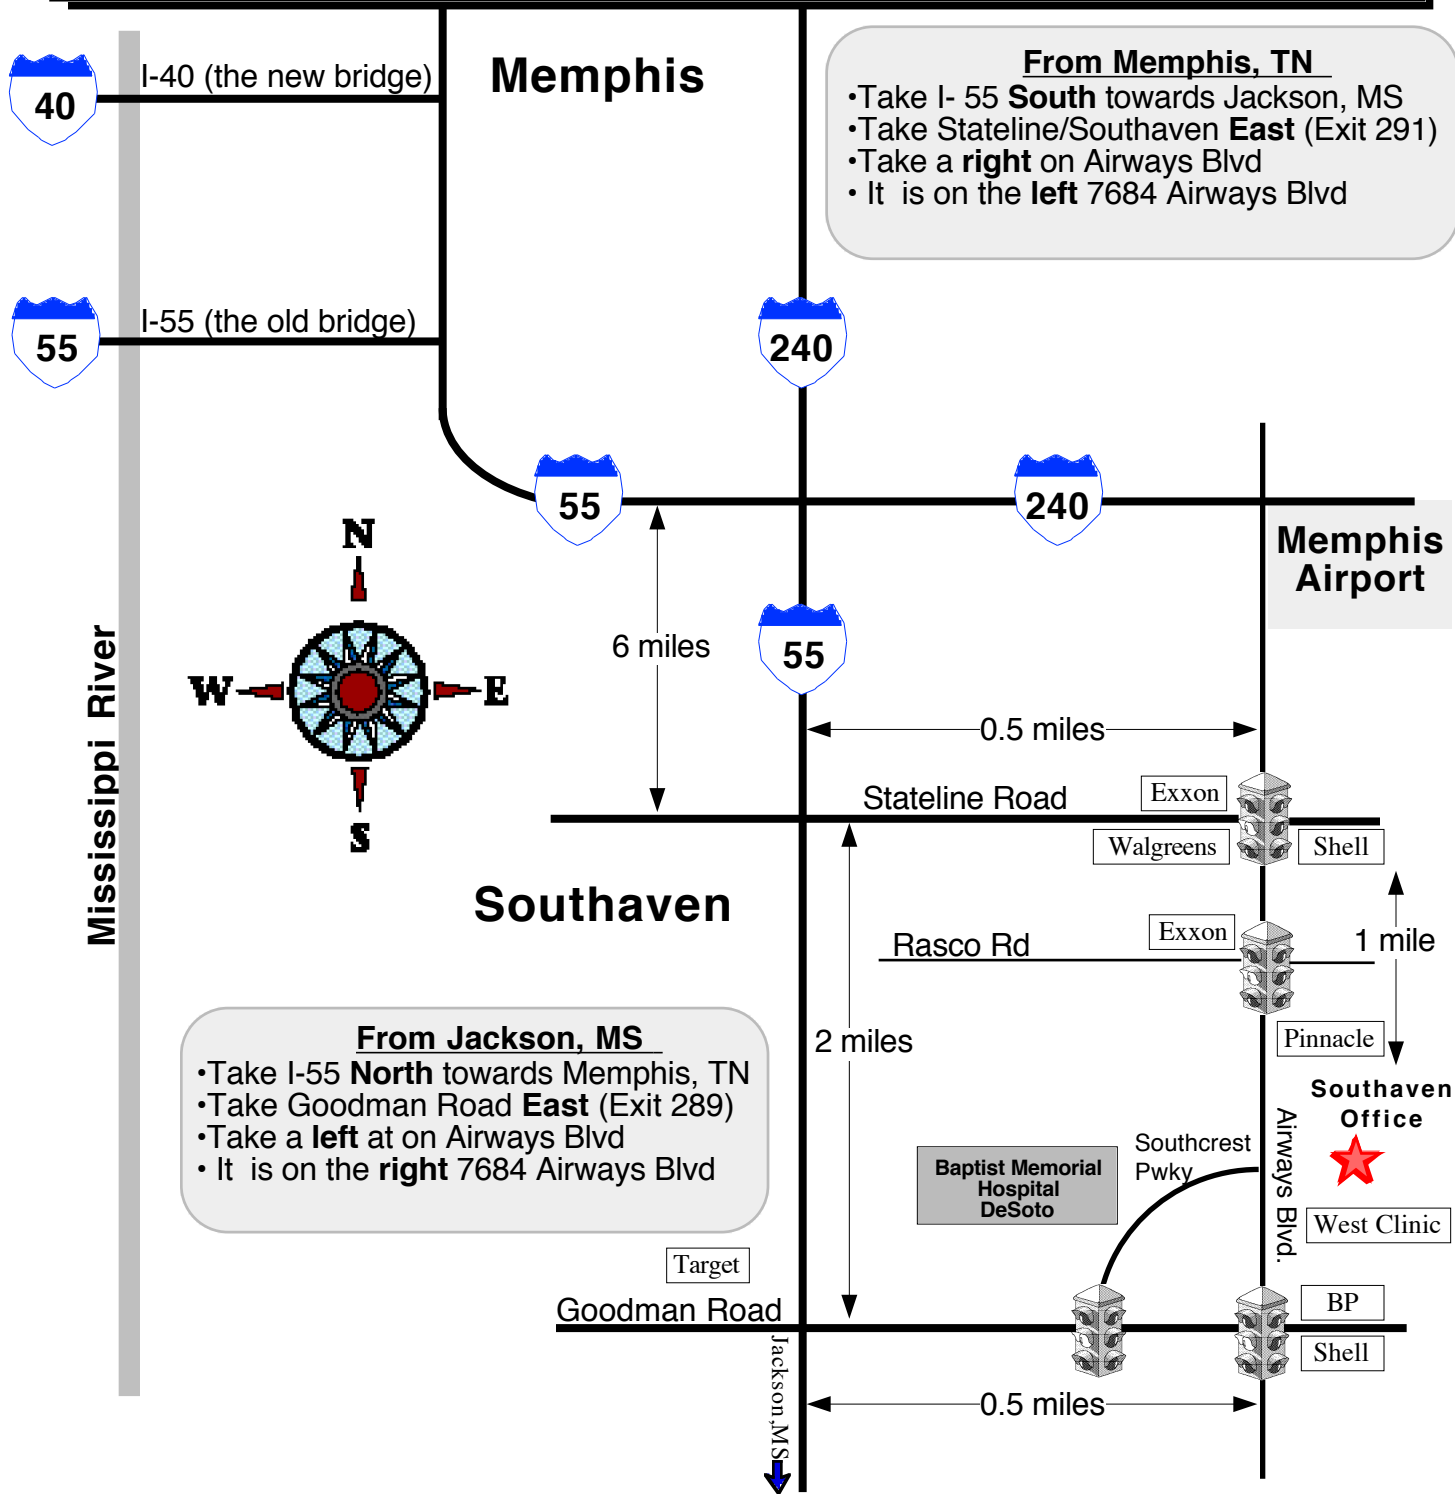 40
I-40 (the new bridge)
Memphis
From Memphis, TN
•Take I- 55 South towards Jackson, MS
•Take Stateline/Southaven East (Exit 291)
•Take a right on Airways Blvd
• It  is on the left 7684 Airways Blvd
55
I-55 (the old bridge)
240
55
240
Memphis
Airport
N
W
E
S
6 miles
55
0.5 miles
Mississippi River
Stateline Road
Exxon
Walgreens
Shell
Southaven
Rasco Rd
Exxon
1 mile
Pinnacle
2 miles
From Jackson, MS
•Take I-55 North towards Memphis, TN
•Take Goodman Road East (Exit 289)
•Take a left at on Airways Blvd
• It  is on the right 7684 Airways Blvd
Southaven
Office
Airways Blvd.
Southcrest
Pwky
Baptist Memorial
Hospital
DeSoto
West Clinic
Target
Goodman Road
BP
Shell
Jackson,MS
0.5 miles